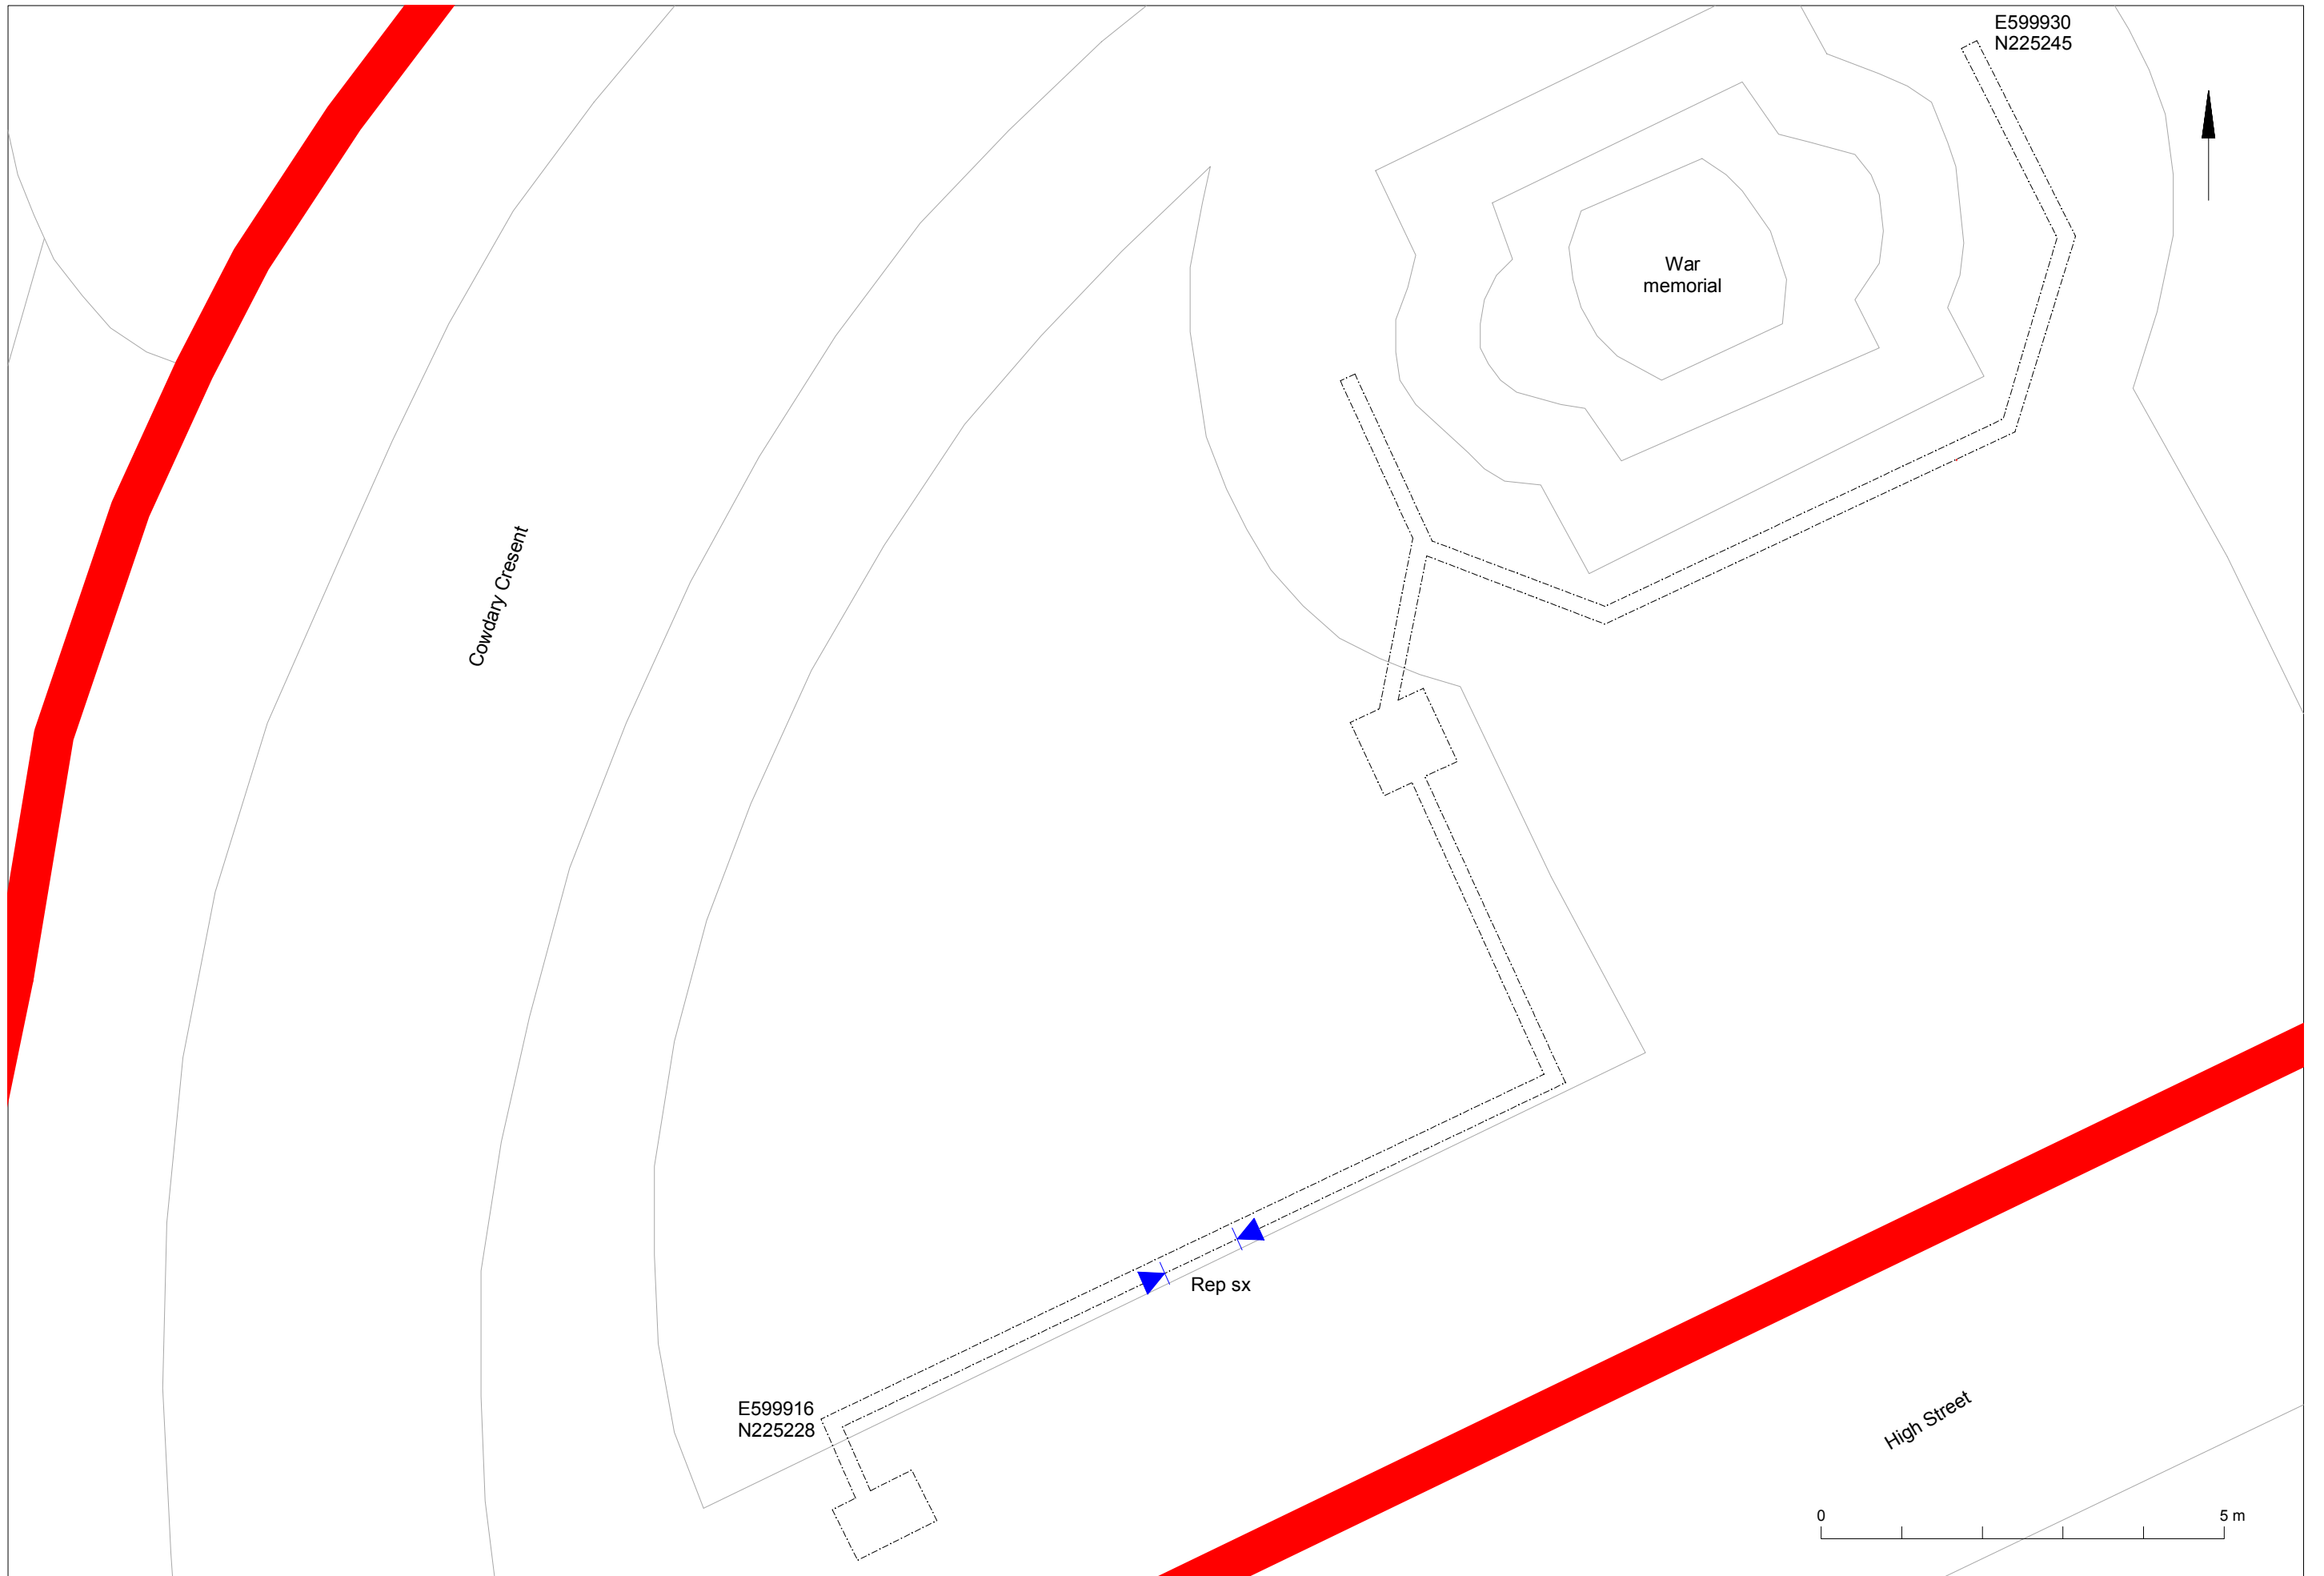 E599930
N225245
War
memorial
Cowdary Cresent
Rep sx
E599916
N225228
High Street
0 5 m